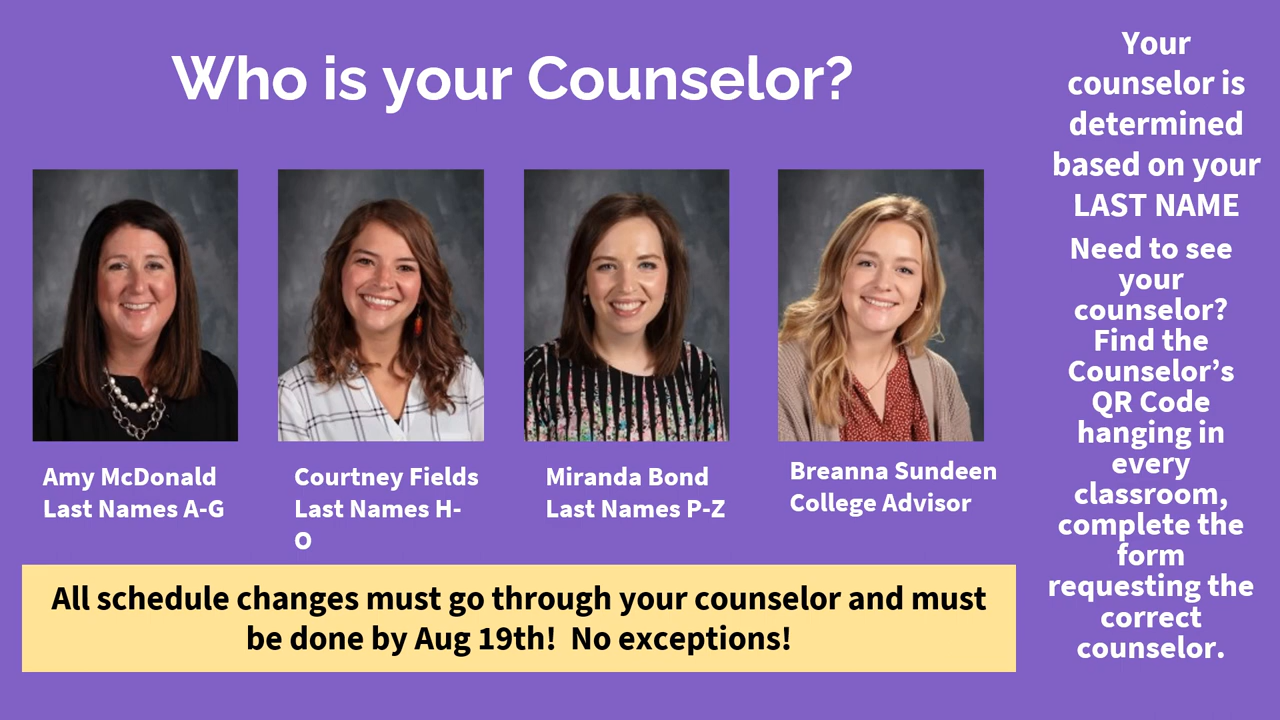 Who is your Counselor?
Amy McDonald
Last Names A-G
Courtney Fields
Last Names H-
O
Miranda Bond
Last Names P-Z
Breanna Sundeen
College Advisor
All schedule changes must go through your counselor and must
be done by Aug 19th!  No exceptions!
Your
counselor is
determined
based on your
LAST NAME
Need to see
your
counselor?
Find the
Counselor’s
QR Code
hanging in
every
classroom,
complete the
form
requesting the
correct
counselor.